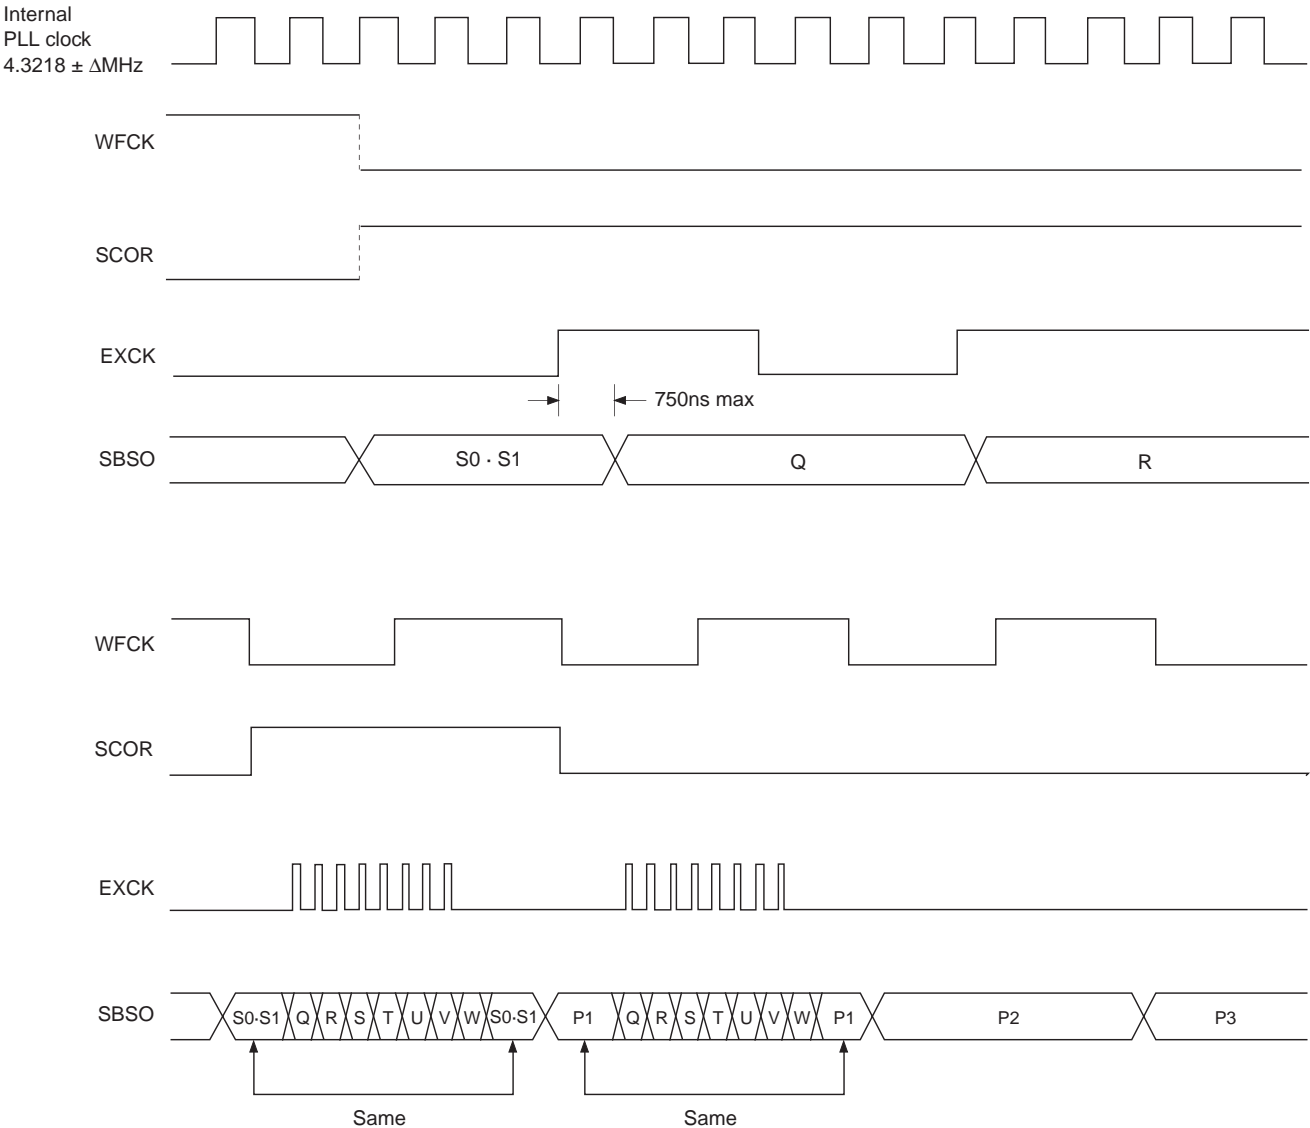 Internal
PLL clock
4.3218 ± ΔMHz
WFCK
SCOR
EXCK
750ns max
SBSO
S0 · S1
Q
R
WFCK
SCOR
EXCK
SBSO
S0·S1 Q R S T U V W S0·S1 P1 Q R S T U V W P1 P2 P3
Same
Same